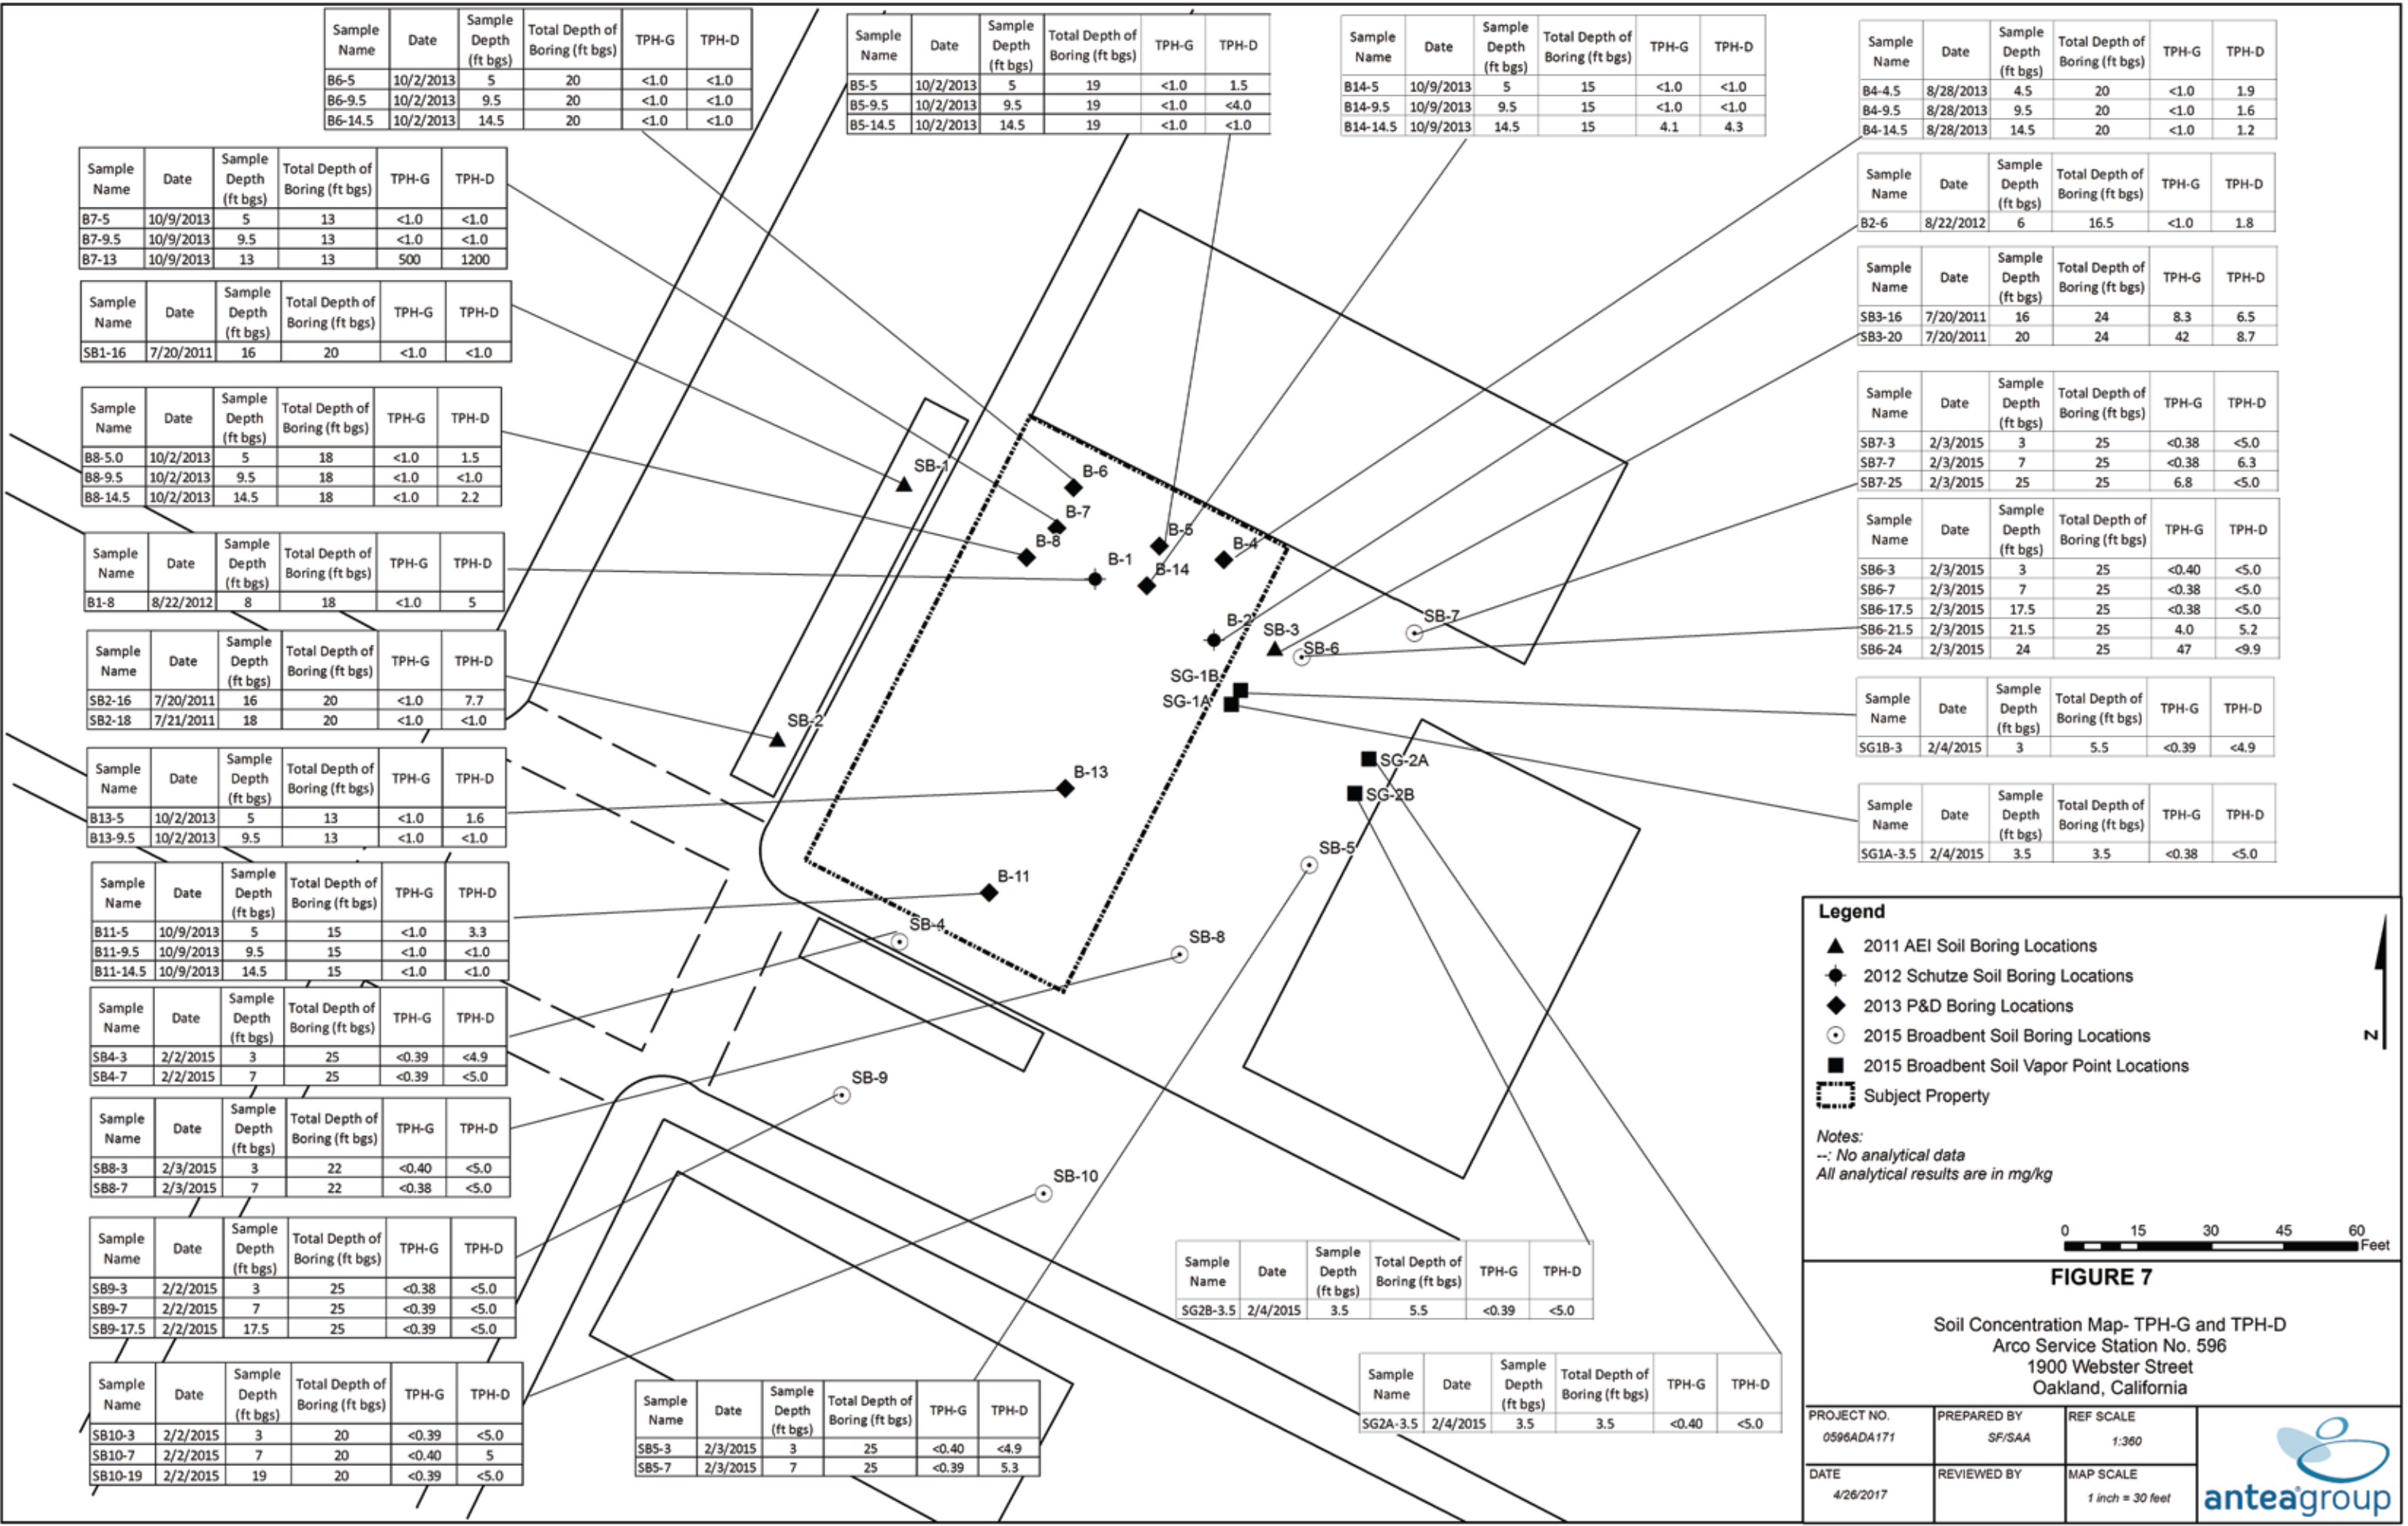 Sample Name Date Sample Depth (ft bgs) Total Depth of Boring (ft bgs) TPH-G TPH-D
B6-5 10/2/2013 5 20 <1.0 <1.0
B6-9.5 10/2/2013 9.5 20 <1.0 <1.0
B6-14.5 10/2/2013 14.5 20 <1.0 <1.0
Sample Name Date Sample Depth (ft bgs) Total Depth of Boring (ft bgs) TPH-G TPH-D
B5-5 10/2/2013 5 19 <1.0 1.5
B5-9.5 10/2/2013 9.5 19 <1.0 <4.0
B5-14.5 10/2/2013 14.5 19 <1.0 <1.0
Sample Name Date Sample Depth (ft bgs) Total Depth of Boring (ft bgs) TPH-G TPH-D
B14-5 10/9/2013 5 15 <1.0 <1.0
B14-9.5 10/9/2013 9.5 15 <1.0 <1.0
B14-14.5 10/9/2013 14.5 15 4.1 4.3
Sample Name Date Sample Depth (ft bgs) Total Depth of Boring (ft bgs) TPH-G TPH-D
B4-4.5 8/28/2013 4.5 20 <1.0 1.9
B4-9.5 8/28/2013 9.5 20 <1.0 1.6
B4-14.5 8/28/2013 14.5 20 <1.0 1.2
Sample Name Date Sample Depth (ft bgs) Total Depth of Boring (ft bgs) TPH-G TPH-D
B7-5 10/9/2013 5 13 <1.0 <1.0
B7-9.5 10/9/2013 9.5 13 <1.0 <1.0
B7-13 10/9/2013 13 13 500 1200
Sample Name Date Sample Depth (ft bgs) Total Depth of Boring (ft bgs) TPH-G TPH-D
SB1-16 7/20/2011 16 20 <1.0 <1.0
Sample Name Date Sample Depth (ft bgs) Total Depth of Boring (ft bgs) TPH-G TPH-D
B8-5.0 10/2/2013 5 18 <1.0 1.5
B8-9.5 10/2/2013 9.5 18 <1.0 <1.0
B8-14.5 10/2/2013 14.5 18 <1.0 2.2
Sample Name Date Sample Depth (ft bgs) Total Depth of Boring (ft bgs) TPH-G TPH-D
B1-8 8/22/2012 8 18 <1.0 5
Sample Name Date Sample Depth (ft bgs) Total Depth of Boring (ft bgs) TPH-G TPH-D
SB2-16 7/20/2011 16 20 <1.0 7.7
SB2-18 7/21/2011 18 20 <1.0 <1.0
Sample Name Date Sample Depth (ft bgs) Total Depth of Boring (ft bgs) TPH-G TPH-D
B13-5 10/2/2013 5 13 <1.0 1.6
B13-9.5 10/2/2013 9.5 13 <1.0 <1.0
Sample Name Date Sample Depth (ft bgs) Total Depth of Boring (ft bgs) TPH-G TPH-D
B11-5 10/9/2013 5 15 <1.0 3.3
B11-9.5 10/9/2013 9.5 15 <1.0 <1.0
B11-14.5 10/9/2013 14.5 15 <1.0 <1.0
Sample Name Date Sample Depth (ft bgs) Total Depth of Boring (ft bgs) TPH-G TPH-D
SB4-3 2/2/2015 3 25 <0.39 <4.9
SB4-7 2/2/2015 7 25 <0.39 <5.0
Sample Name Date Sample Depth (ft bgs) Total Depth of Boring (ft bgs) TPH-G TPH-D
SB8-3 2/3/2015 3 22 <0.40 <5.0
SB8-7 2/3/2015 7 22 <0.38 <5.0
Sample Name Date Sample Depth (ft bgs) Total Depth of Boring (ft bgs) TPH-G TPH-D
SB9-3 2/2/2015 3 25 <0.38 <5.0
SB9-7 2/2/2015 7 25 <0.39 <5.0
SB9-17.5 2/2/2015 17.5 25 <0.39 <5.0
Sample Name Date Sample Depth (ft bgs) Total Depth of Boring (ft bgs) TPH-G TPH-D
SB10-3 2/2/2015 3 20 <0.39 <5.0
SB10-7 2/2/2015 7 20 <0.40 5
SB10-19 2/2/2015 19 20 <0.39 <5.0
SB-1
B-6
B-7
B-8
B-5
B-4
B-1
B-14
B-2
SB-3
SB-7
SB-6
SG-1B
SG-1A
SB-2
SG-2A
B-13
SG-2B
SB-5
B-11
SB-4
SB-8
SB-9
SB-10
Sample Name Date Sample Depth (ft bgs) Total Depth of Boring (ft bgs) TPH-G TPH-D
SB5-3 2/3/2015 3 25 <0.40 <4.9
SB5-7 2/3/2015 7 25 <0.39 5.3
Sample Name Date Sample Depth (ft bgs) Total Depth of Boring (ft bgs) TPH-G TPH-D
SG2B-3.5 2/4/2015 3.5 5.5 <0.39 <5.0
Sample Name Date Sample Depth (ft bgs) Total Depth of Boring (ft bgs) TPH-G TPH-D
SG2A-3.5 2/4/2015 3.5 3.5 <0.40 <5.0
Sample Name Date Sample Depth (ft bgs) Total Depth of Boring (ft bgs) TPH-G TPH-D
B2-6 8/22/2012 6 16.5 <1.0 1.8
Sample Name Date Sample Depth (ft bgs) Total Depth of Boring (ft bgs) TPH-G TPH-D
SB3-16 7/20/2011 16 24 8.3 6.5
SB3-20 7/20/2011 20 24 42 8.7
Sample Name Date Sample Depth (ft bgs) Total Depth of Boring (ft bgs) TPH-G TPH-D
SB7-3 2/3/2015 3 25 <0.38 <5.0
SB7-7 2/3/2015 7 25 <0.38 6.3
SB7-25 2/3/2015 25 25 6.8 <5.0
Sample Name Date Sample Depth (ft bgs) Total Depth of Boring (ft bgs) TPH-G TPH-D
SB6-3 2/3/2015 3 25 <0.40 <5.0
SB6-7 2/3/2015 7 25 <0.38 <5.0
SB6-17.5 2/3/2015 17.5 25 <0.38 <5.0
SB6-21.5 2/3/2015 21.5 25 4.0 5.2
SB6-24 2/3/2015 24 25 47 <9.9
Sample Name Date Sample Depth (ft bgs) Total Depth of Boring (ft bgs) TPH-G TPH-D
SG1B-3 2/4/2015 3 5.5 <0.39 <4.9
Sample Name Date Sample Depth (ft bgs) Total Depth of Boring (ft bgs) TPH-G TPH-D
SG1A-3.5 2/4/2015 3.5 3.5 <0.38 <5.0
Legend
2011 AEI Soil Boring Locations
2012 Schutze Soil Boring Locations
2013 P&D Boring Locations
2015 Broadbent Soil Boring Locations
2015 Broadbent Soil Vapor Point Locations
Subject Property
N
Notes:
--: No analytical data
All analytical results are in mg/kg
0 15 30 45 60
Feet
FIGURE 7
Soil Concentration Map- TPH-G and TPH-D
Arco Service Station No. 596
1900 Webster Street
Oakland, California
PROJECT NO. PREPARED BY REF SCALE
0596ADA171 SF/SAA 1:360
DATE REVIEWED BY MAP SCALE
4/26/2017 1 inch = 30 feet
anteagroup